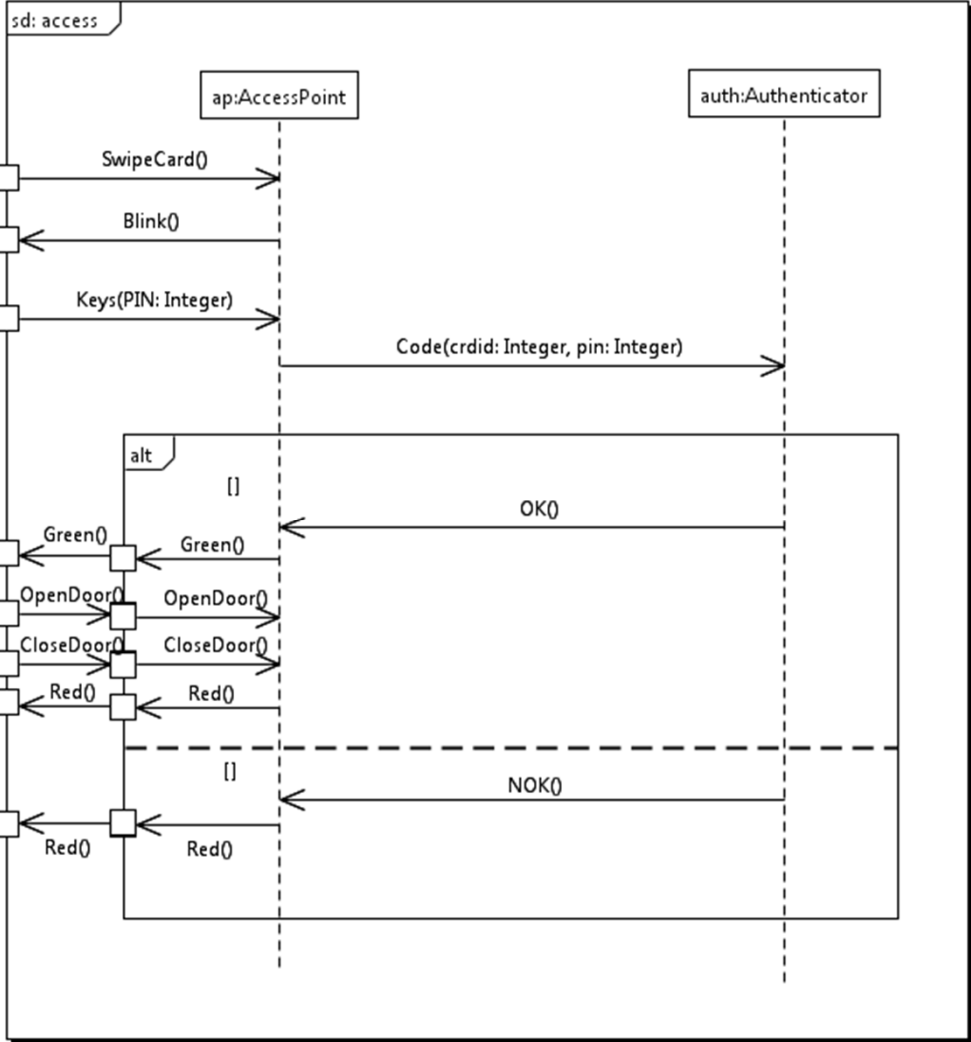 sd: access
ap:AccessPoint
auth:Authenticator
SwipeCard()
Blink()
Keys(PIN: Integer)
Code(crdid: Integer, pin: Integer)
alt
[]
OK()
Green()
Green()
OpenDoor()
OpenDoor()
CloseDoor()
CloseDoor()
Red()
Red()
[]
NOK()
Red()
Red()